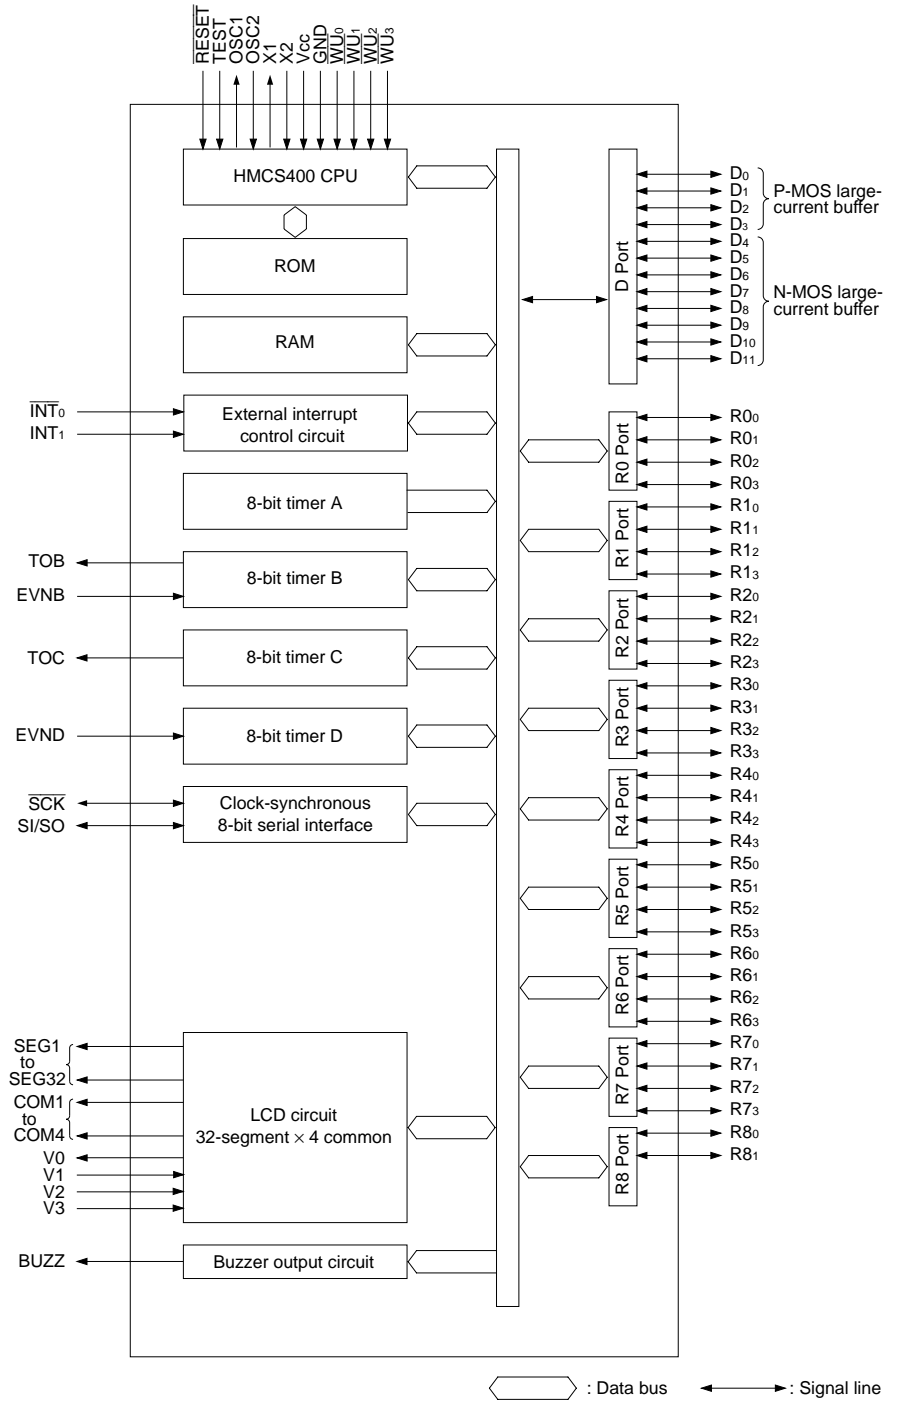 RESET
TEST
OSC1
OSC2
X1
X2
Vcc
GND
WU0
WU1
WU2
WU3
HMCS400 CPU
ROM
RAM
INT0
INT1
External interrupt
control circuit
8-bit timer A
TOB
EVNB
8-bit timer B
TOC
8-bit timer C
EVND
8-bit timer D
SCK
SI/SO
Clock-synchronous
8-bit serial interface
SEG1
to
SEG32
COM1
to
COM4
V0
V1
V2
V3
LCD circuit
32-segment × 4 common
BUZZ
Buzzer output circuit
D Port
D0
D1
D2
D3
P-MOS large-
current buffer
D4
D5
D6
D7
D8
D9
D10
D11
N-MOS large-
current buffer
R0 Port
R00
R01
R02
R03
R1 Port
R10
R11
R12
R13
R2 Port
R20
R21
R22
R23
R3 Port
R30
R31
R32
R33
R4 Port
R40
R41
R42
R43
R5 Port
R50
R51
R52
R53
R6 Port
R60
R61
R62
R63
R7 Port
R70
R71
R72
R73
R8 Port
R80
R81
: Data bus
: Signal line